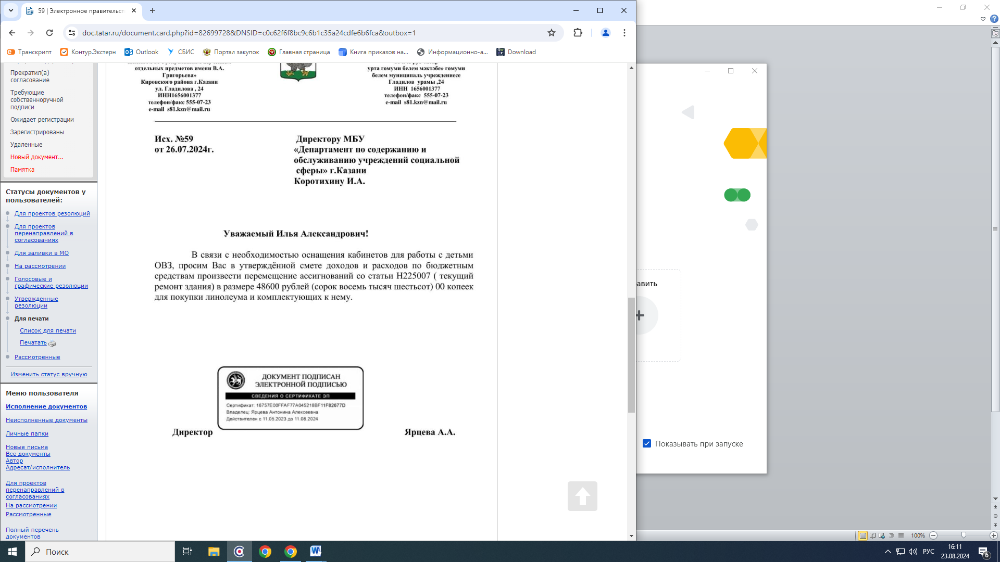 59 | Электронное правительст
doc.tatar.ru/document.card.php?id=82699728&DNSID=c0c62f6f8bc9c6b1c35a24cdfe6b6fca&outbox=1
Транскрипт
Контур.Экстерн
Outlook
СБИС
Портал закупок
Главная страница
Книга приказов на...
Информационно-а...
Download
Прекратил(а)
согласование
Требующие
собственноручной
подписи
Ожидает регистрации
Зарегистрированы
Удаленные
Новый документ...
Памятка
Статусы документов у
пользователей:
Для проектов резолюций
Для проектов
перенаправлений в
согласованиях
Для заливки в МО
На рассмотрении
Голосовые и
графические резолюции
Утвержденные
резолюции
Для печати
Список для печати
Печатать
Рассмотренные
Изменить статус вручную
Меню пользователя
Исполнение документов
Неисполненные документы
Личные папки
Новые письма
Все документы
Автор
Адресат/исполнитель
Для проектов
перенаправлений в
согласованиях
На рассмотрении
Рассмотренные
Полный перечень
документов
отдельных предметов имени В.А.
Григорьева»
Кировского района г.Казани
ул. Гладилова , 24
ИНН1656001377
телефон/факс 555-07-23
e-mail s81.kzn@mail.ru
урта гомуми белем мәктәбе» гомуми
белем муниципаль учреждениесе
Гладилов урамы ,24
ИНН 1656001377
телефон/факс 555-07-23
e-mail s81.kzn@mail.ru
Исх. №59
от 26.07.2024г.
Директору МБУ
«Департамент по содержанию и
обслуживанию учреждений социальной
сферы» г.Казани
Коротихину И.А.
Уважаемый Илья Александрович!
В связи с необходимостью оснащения кабинетов для работы с детьми
ОВЗ, просим Вас в утверждённой смете доходов и расходов по бюджетным
средствам произвести перемещение ассигнований со статьи Н225007 ( текущий
ремонт здания) в размере 48600 рублей (сорок восемь тысяч шестьсот) 00 копеек
для покупки линолеума и комплектующих к нему.
ДОКУМЕНТ ПОДПИСАН
ЭЛЕКТРОННОЙ ПОДПИСЬЮ
СВЕДЕНИЯ О СЕРТИФИКАТЕ ЭП
Сертификат: 16757E00FFAF77A045218BF11F82677D
Владелец: Ярцева Антонина Алексеевна
Действителен с 11.05.2023 до 11.08.2024
Директор
Ярцева А.А.
авить
Показывать при запуске
100%
Поиск
РУС
16:11
23.08.2024
6